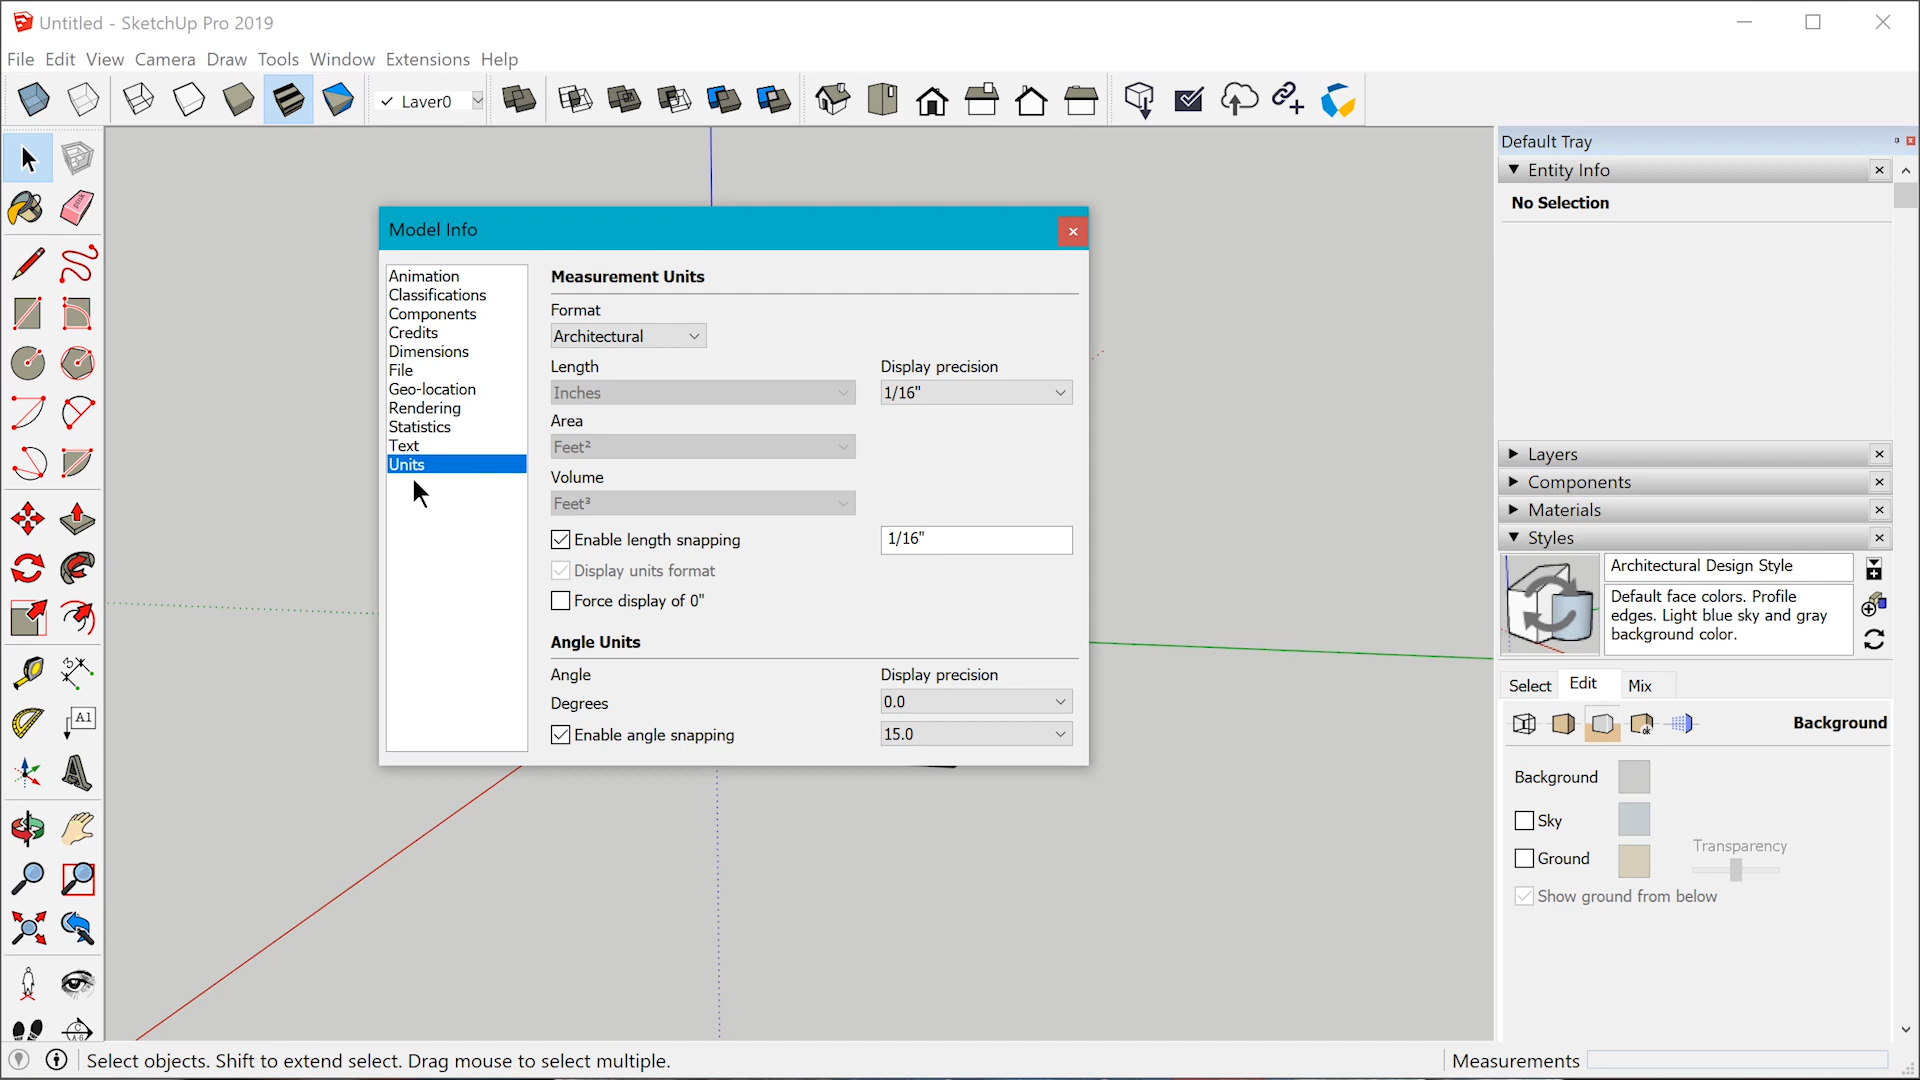 Untitled - SketchUp Pro 2019
File Edit View Camera Draw Tools Window Extensions Help
Layer0
Default Tray
Entity Info
No Selection
Model Info
Animation
Classifications
Components
Credits
Dimensions
File
Geo-location
Rendering
Statistics
Text
Units
Measurement Units
Format
Architectural
Length
Display precision
Inches
1/16"
Area
Feet²
Volume
Feet³
Enable length snapping
1/16"
Display units format
Force display of 0"
Angle Units
Angle
Display precision
Degrees
0.0
Enable angle snapping
15.0
Layers
Components
Materials
Styles
Architectural Design Style
Default face colors. Profile
edges. Light blue sky and gray
background color.
Select Edit Mix
Background
Background
Sky
Ground
Transparency
Show ground from below
pink
3
A1
C
A-6
Select objects. Shift to extend select. Drag mouse to select multiple.
Measurements